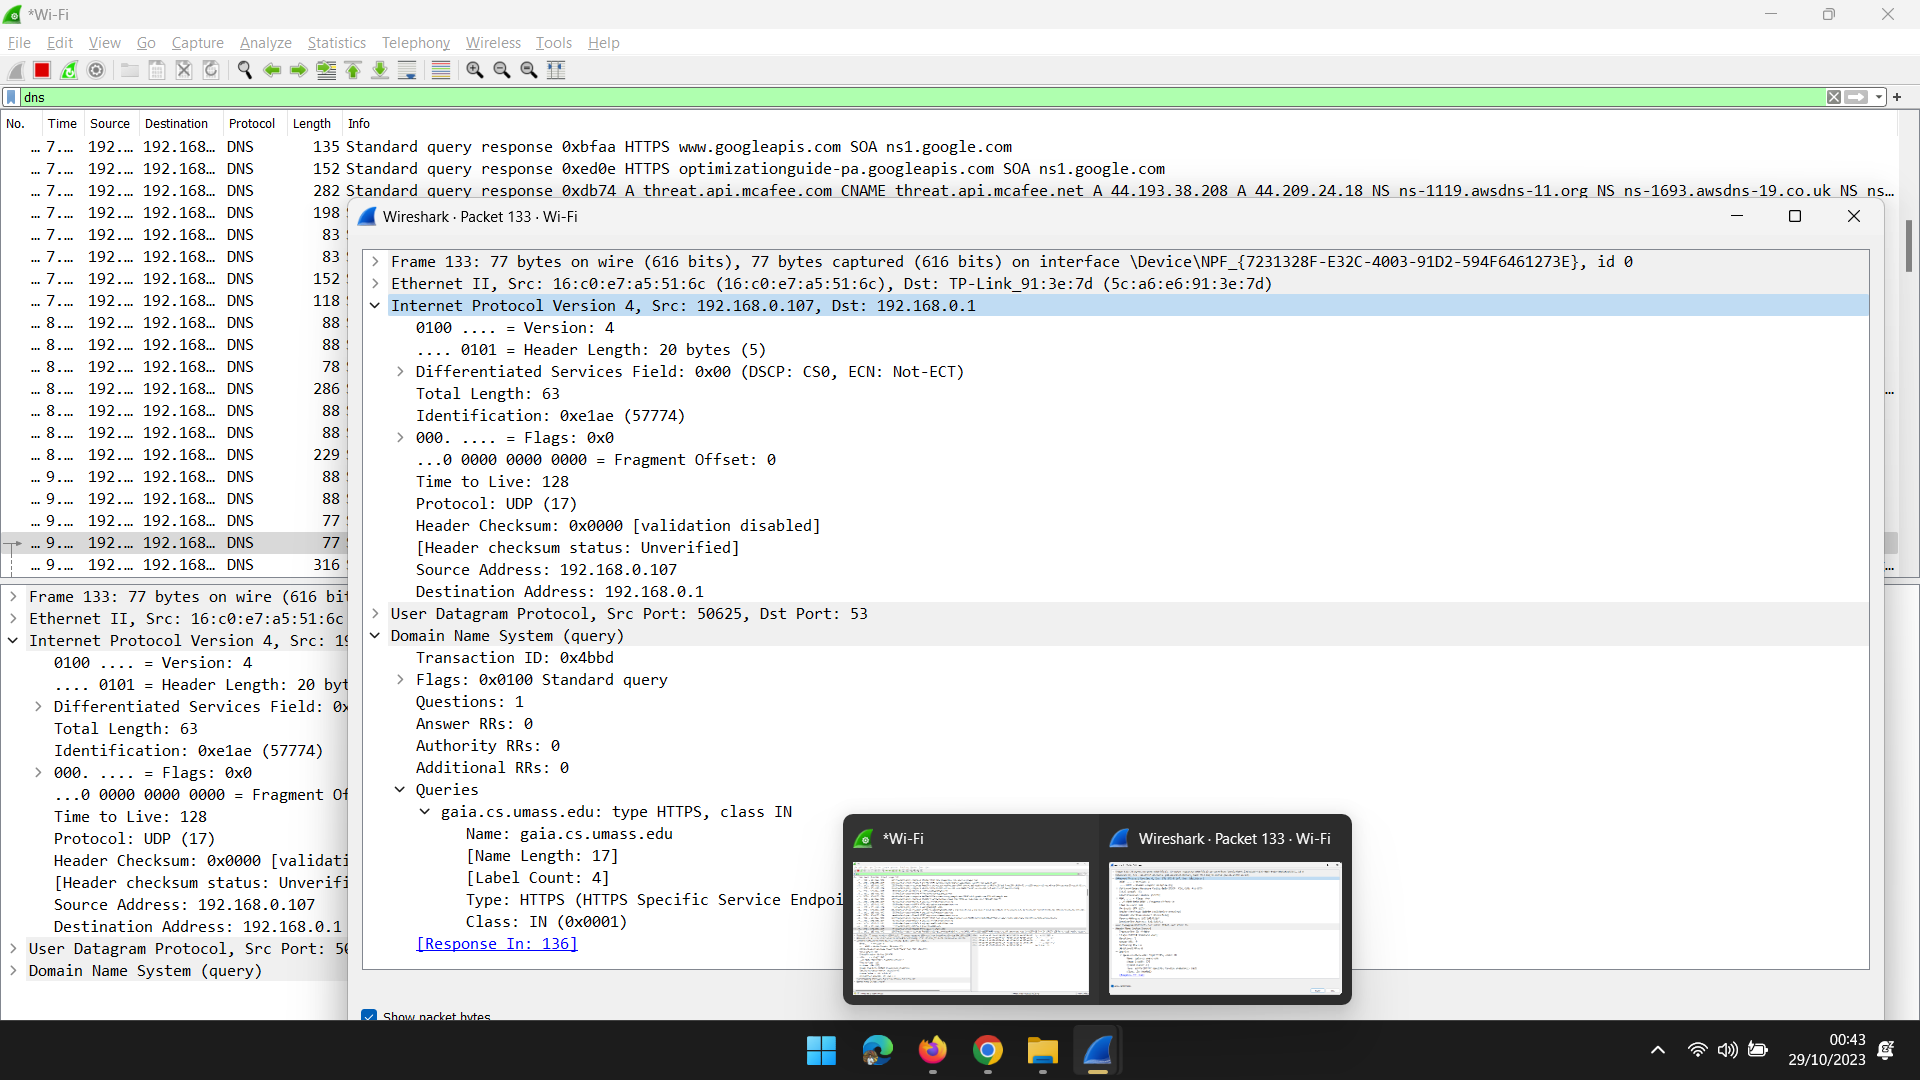 *Wi-Fi
File Edit View Go Capture Analyze Statistics Telephony Wireless Tools Help
dns
No. Time Source Destination Protocol Length Info
... 7.... 192.... 192.168... DNS 135 Standard query response 0xbfaa HTTPS www.googleapis.com SOA ns1.google.com
... 7.... 192.... 192.168... DNS 152 Standard query response 0xed0e HTTPS optimizationguide-pa.googleapis.com SOA ns1.google.com
... 7.... 192.... 192.168... DNS 282 Standard query response 0xdb74 A threat.api.mcafee.com CNAME threat.api.mcafee.net A 44.193.38.208 A 44.209.24.18 NS ns-1119.awsdns-11.org NS ns-1693.awsdns-19.co.uk NS ns...
... 7.... 192.... 192.168... DNS 198
... 7.... 192.... 192.168... DNS 83
... 7.... 192.... 192.168... DNS 83
... 7.... 192.... 192.168... DNS 152
... 7.... 192.... 192.168... DNS 118
... 8.... 192.... 192.168... DNS 88
... 8.... 192.... 192.168... DNS 88
... 8.... 192.... 192.168... DNS 78
... 8.... 192.... 192.168... DNS 286
... 8.... 192.... 192.168... DNS 88
... 8.... 192.... 192.168... DNS 88
... 8.... 192.... 192.168... DNS 229
... 9.... 192.... 192.168... DNS 88
... 9.... 192.... 192.168... DNS 88
... 9.... 192.... 192.168... DNS 77
... 9.... 192.... 192.168... DNS 77
... 9.... 192.... 192.168... DNS 316
Frame 133: 77 bytes on wire (616 bit
Ethernet II, Src: 16:c0:e7:a5:51:6c
Internet Protocol Version 4, Src: 19
0100 .... = Version: 4
.... 0101 = Header Length: 20 byt
Differentiated Services Field: 0x
Total Length: 63
Identification: 0xe1ae (57774)
000. .... = Flags: 0x0
...0 0000 0000 0000 = Fragment Of
Time to Live: 128
Protocol: UDP (17)
Header Checksum: 0x0000 [validati
[Header checksum status: Unverifi
Source Address: 192.168.0.107
Destination Address: 192.168.0.1
User Datagram Protocol, Src Port: 50
Domain Name System (query)
Wireshark · Packet 133 · Wi-Fi
Frame 133: 77 bytes on wire (616 bits), 77 bytes captured (616 bits) on interface \Device\NPF_{7231328F-E32C-4003-91D2-594F6461273E}, id 0
Ethernet II, Src: 16:c0:e7:a5:51:6c (16:c0:e7:a5:51:6c), Dst: TP-Link_91:3e:7d (5c:a6:e6:91:3e:7d)
Internet Protocol Version 4, Src: 192.168.0.107, Dst: 192.168.0.1
0100 .... = Version: 4
.... 0101 = Header Length: 20 bytes (5)
Differentiated Services Field: 0x00 (DSCP: CS0, ECN: Not-ECT)
Total Length: 63
Identification: 0xe1ae (57774)
000. .... = Flags: 0x0
...0 0000 0000 0000 = Fragment Offset: 0
Time to Live: 128
Protocol: UDP (17)
Header Checksum: 0x0000 [validation disabled]
[Header checksum status: Unverified]
Source Address: 192.168.0.107
Destination Address: 192.168.0.1
User Datagram Protocol, Src Port: 50625, Dst Port: 53
Domain Name System (query)
Transaction ID: 0x4bbd
Flags: 0x0100 Standard query
Questions: 1
Answer RRs: 0
Authority RRs: 0
Additional RRs: 0
Queries
gaia.cs.umass.edu: type HTTPS, class IN
Name: gaia.cs.umass.edu
[Name Length: 17]
[Label Count: 4]
Type: HTTPS (HTTPS Specific Service Endpoi
Class: IN (0x0001)
[Response In: 136]
Show packet bytes
*Wi-Fi
Wireshark · Packet 133 · Wi-Fi
00:43
29/10/2023